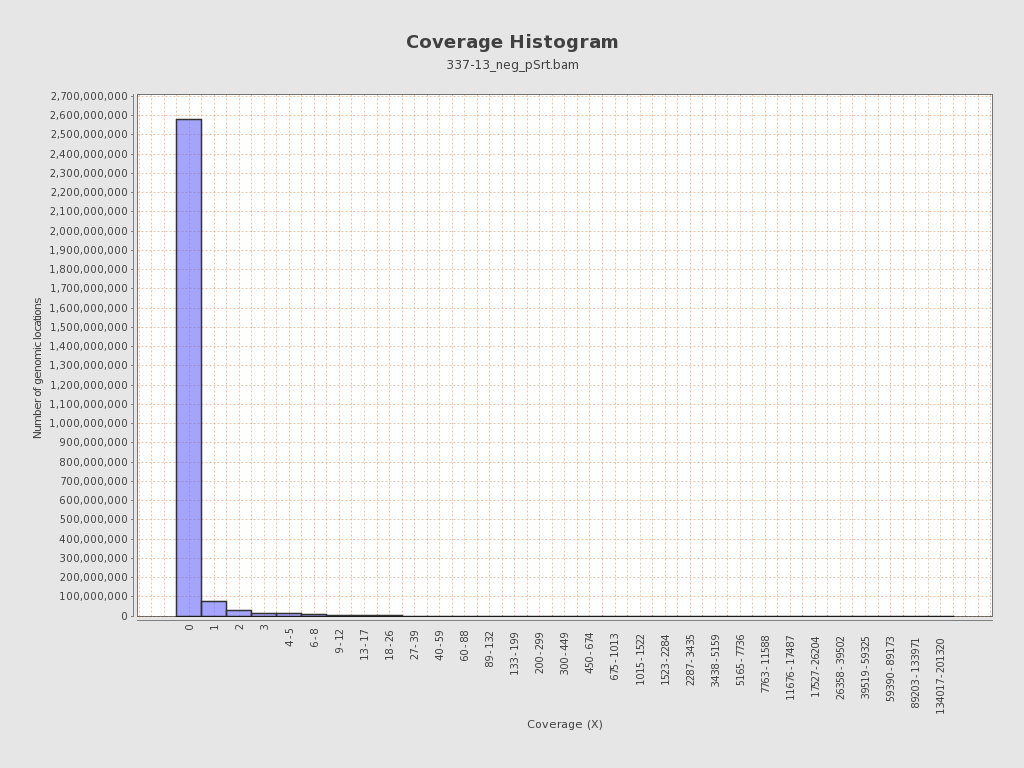 Coverage Histogram
337-13_neg_pSrt.bam
2,700,000,000
2,600,000,000
2,500,000,000
2,400,000,000
2,300,000,000
2,200,000,000
2,100,000,000
2,000,000,000
1,900,000,000
1,800,000,000
1,700,000,000
1,600,000,000
1,500,000,000
1,400,000,000
1,300,000,000
1,200,000,000
1,100,000,000
1,000,000,000
900,000,000
800,000,000
700,000,000
600,000,000
500,000,000
400,000,000
300,000,000
200,000,000
100,000,000
0
Number of genomic locations
0
1
2
3
4 - 5
6 - 8
9 - 12
13 - 17
18 - 26
27 - 39
40 - 59
60 - 88
89 - 132
133 - 199
200 - 299
300 - 449
450 - 674
675 - 1013
1015 - 1522
1523 - 2284
2287 - 3435
3438 - 5159
5165 - 7736
7763 - 11588
11676 - 17487
17527 - 26204
26358 - 39502
39519 - 59325
59390 - 89173
89203 - 133971
134017 - 201320
Coverage (X)